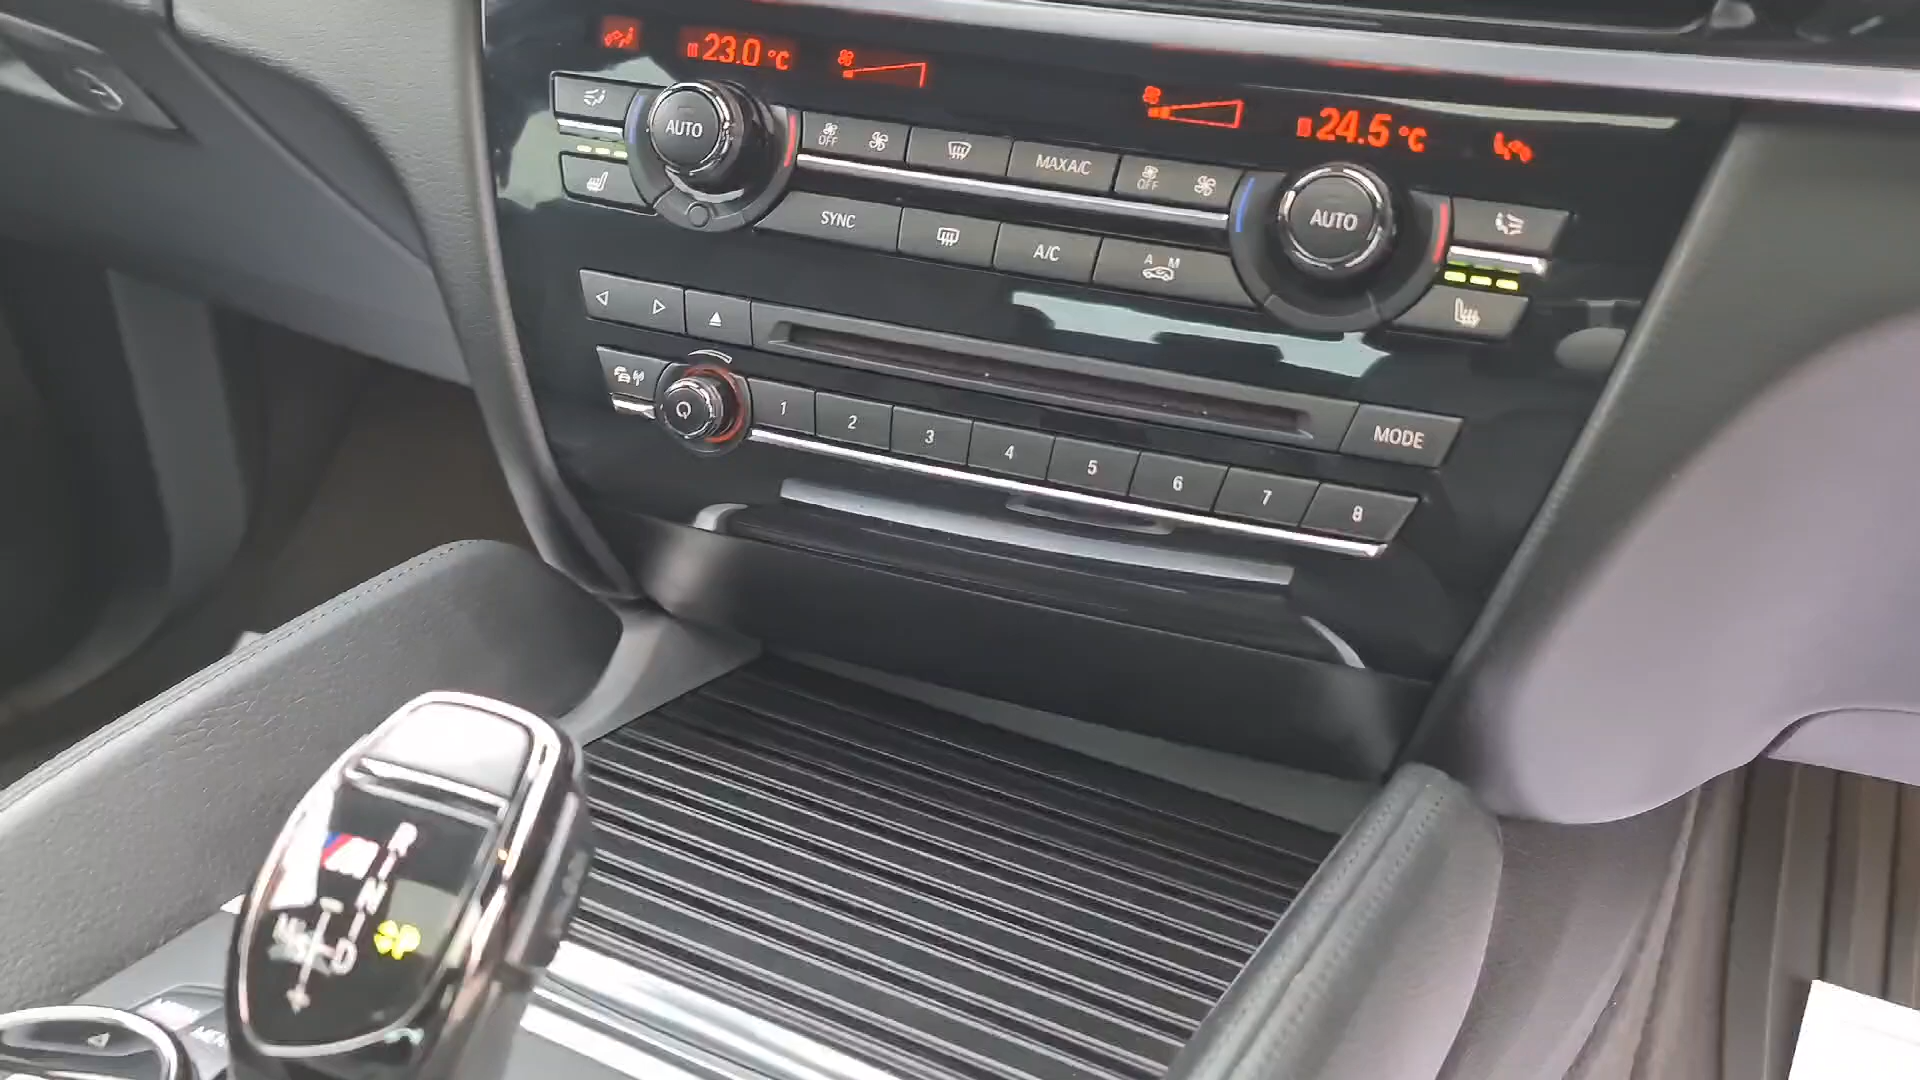 23.0 °C
24.5 °C
AUTO
OFF
MAX A/C
OFF
AUTO
SYNC
A/C
A M
MODE
1 2 3 4 5 6 7 8
M
R
N
D
M/S
+
P
MENU